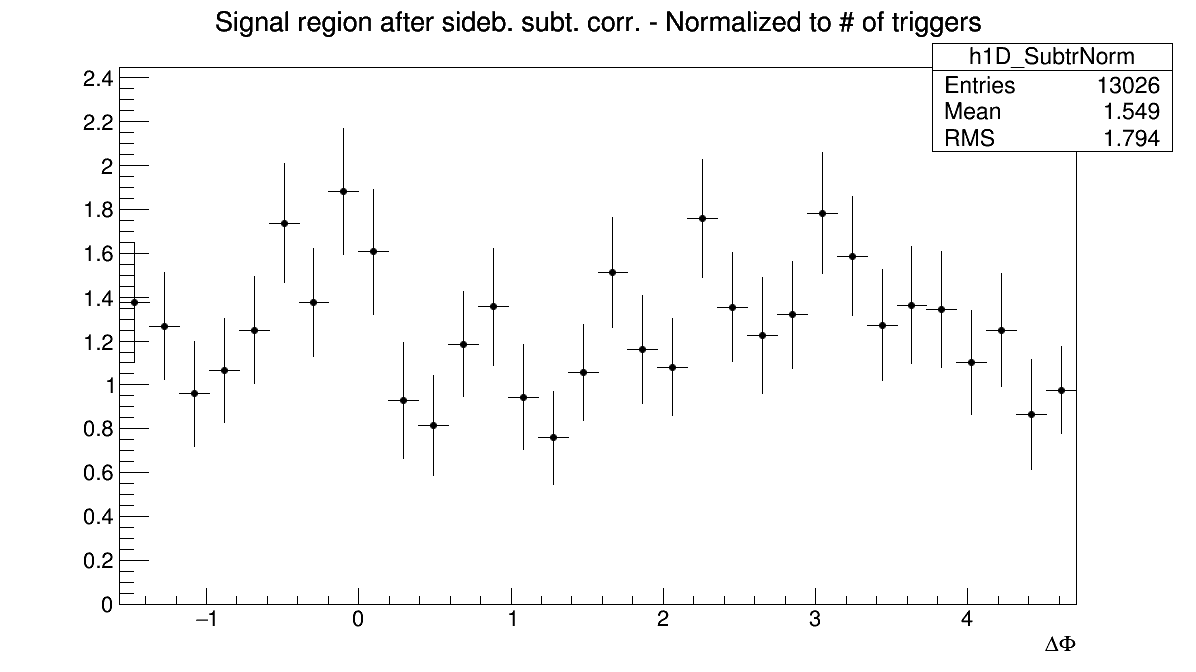 Signal region after sideb. subt. corr. - Normalized to # of triggers
h1D_SubtrNorm
Entries 13026
Mean 1.549
RMS 1.794
2.4
2.2
2
1.8
1.6
1.4
1.2
1
0.8
0.6
0.4
0.2
0
−1 0 1 2 3 4
ΔΦ